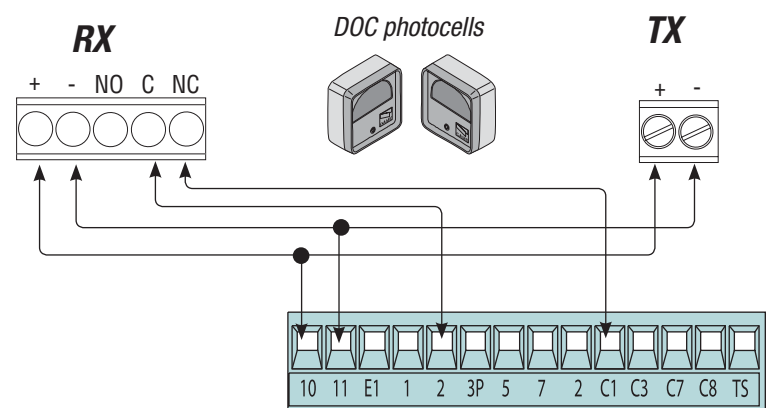 RX
DOC photocells
TX
+ - NO C NC
+ -
10 11 E1 1 2 3P 5 7 2 C1 C3 C7 C8 TS